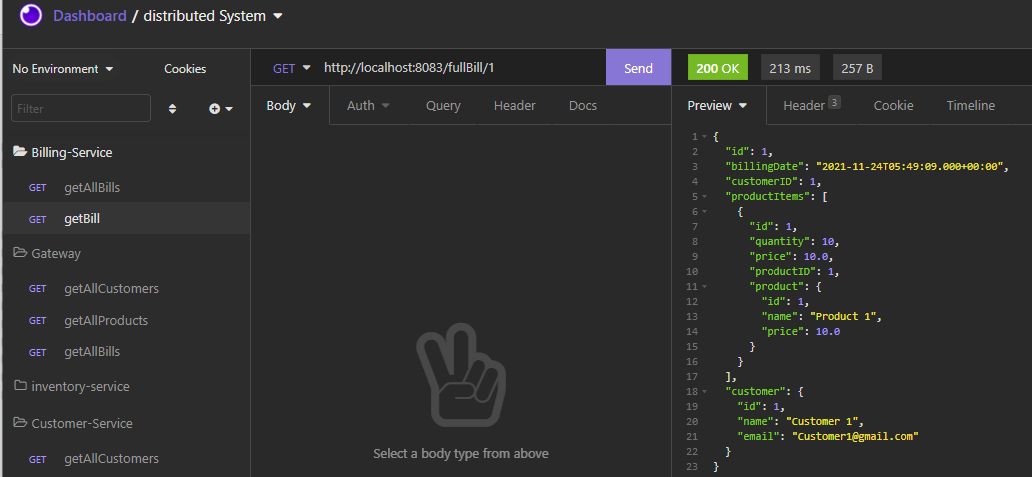 Dashboard / distributed System
No Environment
Cookies
Filter
Billing-Service
GET getAllBills
GET getBill
Gateway
GET getAllCustomers
GET getAllProducts
GET getAllBills
inventory-service
Customer-Service
GET getAllCustomers
GET http://localhost:8083/fullBill/1 Send
Body Auth Query Header Docs
Select a body type from above
200 OK 213 ms 257 B
Preview Header 3 Cookie Timeline
1 {
2 "id": 1,
3 "billingDate": "2021-11-24T05:49:09.000+00:00",
4 "customerID": 1,
5 "productItems": [
6 {
7 "id": 1,
8 "quantity": 10,
9 "price": 10.0,
10 "productID": 1,
11 "product": {
12 "id": 1,
13 "name": "Product 1",
14 "price": 10.0
15 }
16 }
17 ],
18 "customer": {
19 "id": 1,
20 "name": "Customer 1",
21 "email": "Customer1@gmail.com"
22 }
23 }